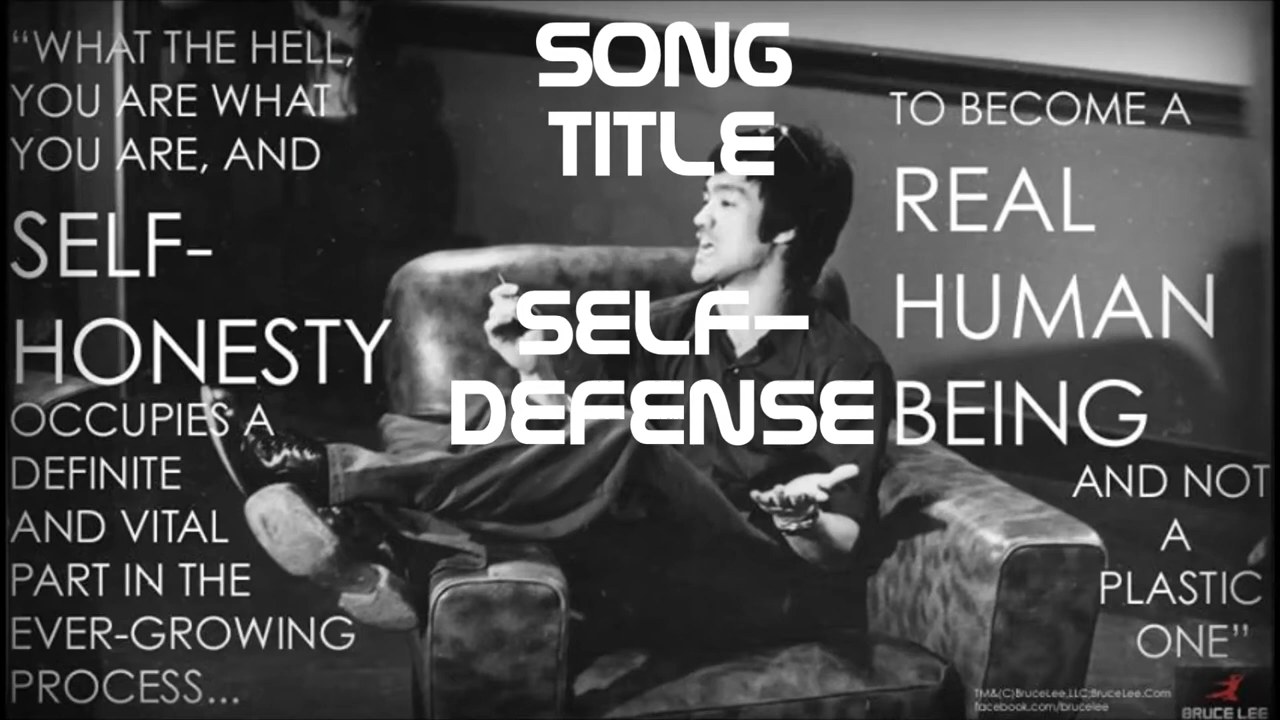 “WHAT THE HELL,
YOU ARE WHAT
YOU ARE, AND
SELF-
HONESTY
OCCUPIES A
DEFINITE
AND VITAL
PART IN THE
EVER-GROWING
PROCESS...
SONG
TITLE
SELF-
DEFENSE
TO BECOME A
REAL
HUMAN
BEING
AND NOT
A
PLASTIC
ONE”
TM&(C)BruceLee,LLC;BruceLee.Com
facebook.com/brucelee
BRUCE LEE